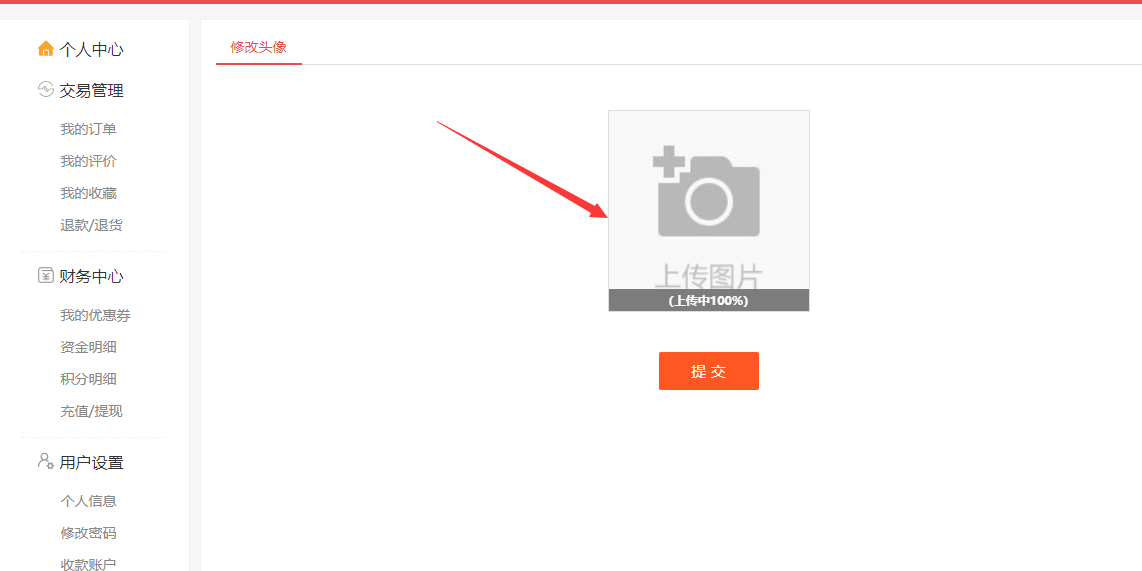 个人中心
交易管理
我的订单
我的评价
我的收藏
退款/退货
财务中心
我的优惠券
资金明细
积分明细
充值/提现
用户设置
个人信息
修改密码
收款账户
修改头像
上传图片
(上传中100%)
提 交